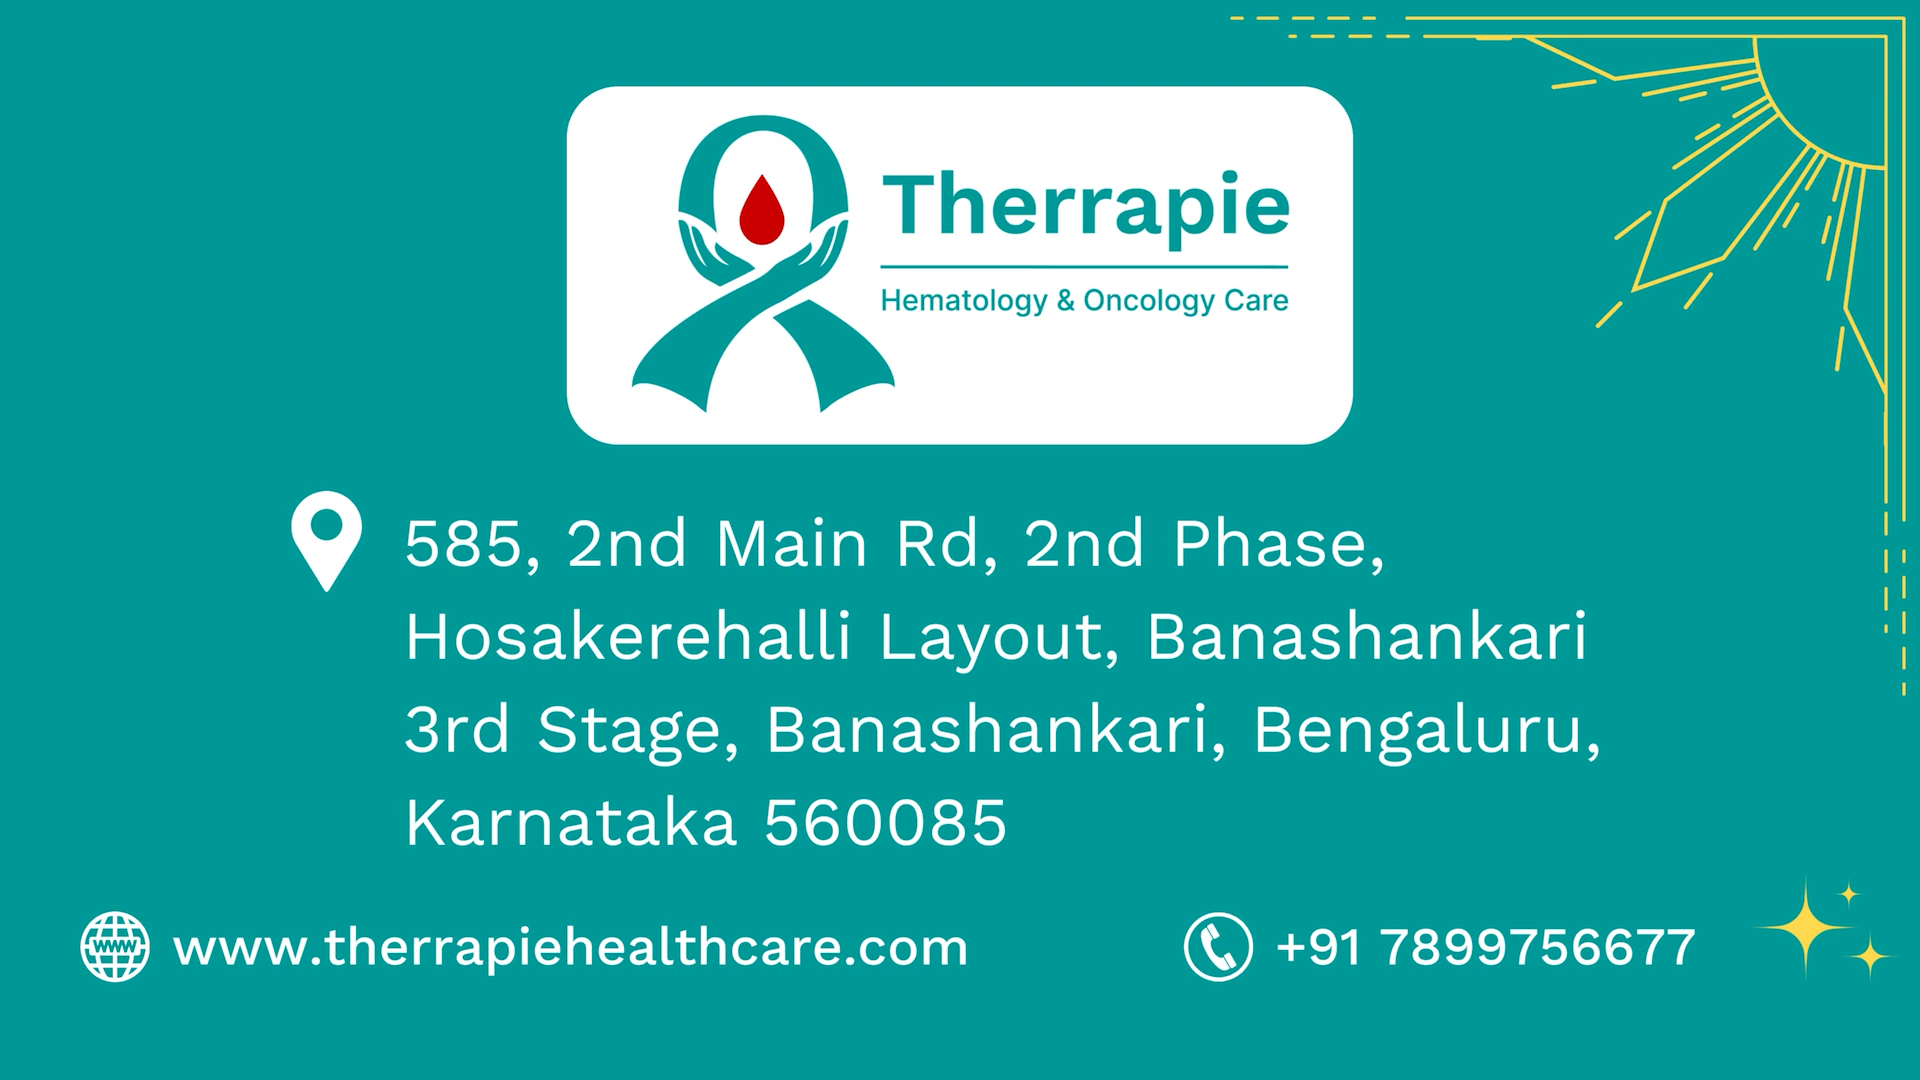 Therrapie
Hematology & Oncology Care
585, 2nd Main Rd, 2nd Phase,
Hosakerehalli Layout, Banashankari
3rd Stage, Banashankari, Bengaluru,
Karnataka 560085
www
www.therrapiehealthcare.com
+91 7899756677